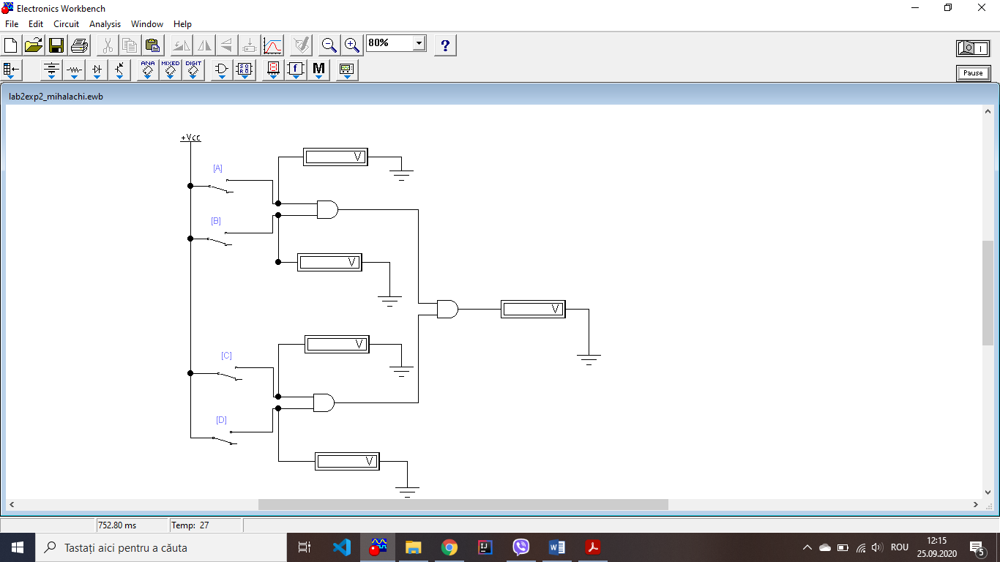 Electronics Workbench
File Edit Circuit Analysis Window Help
80%
?
ANA MIXED DIGIT
f M
Pause
lab2exp2_mihalachi.ewb
+Vcc
V
[A]
[B]
V
V
V
[C]
[D]
V
752.80 ms Temp: 27
Tastați aici pentru a căuta
IJ
W
ROU
12:15
25.09.2020
5